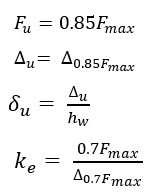 F_u = 0.85F_max
Δ_u = Δ_0.85F_max
δ_u = Δ_u / h_w
k_e = 0.7F_max / Δ_0.7F_max